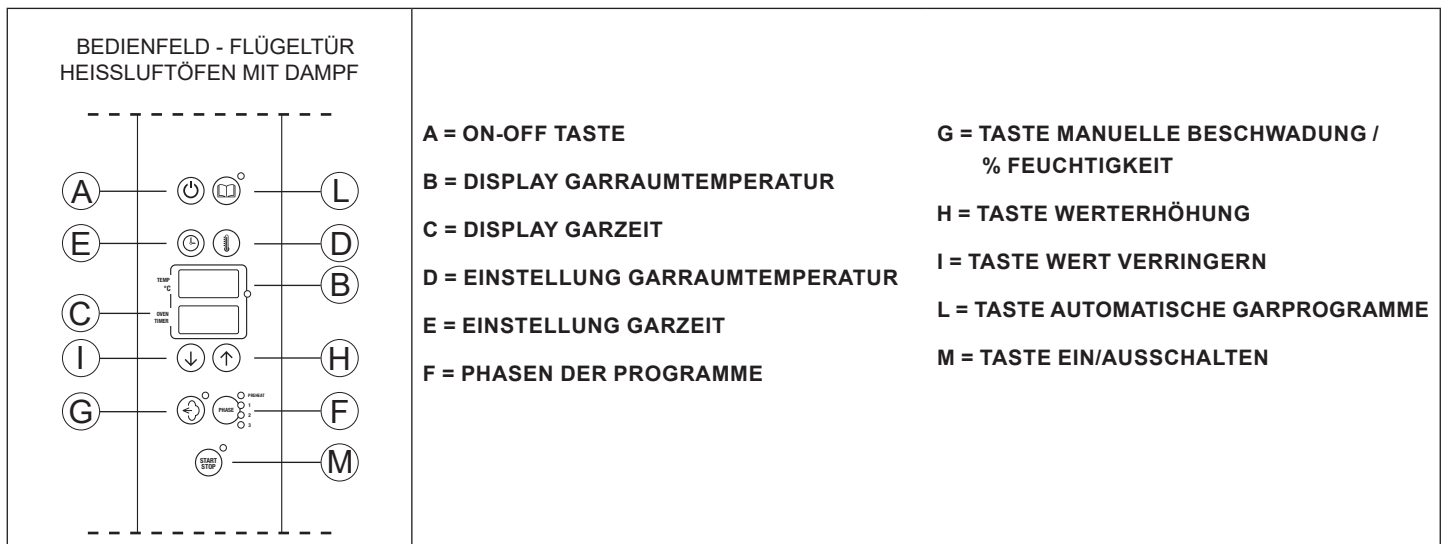 BEDIENFELD - FLÜGELTÜR
HEISSLUFTÖFEN MIT DAMPF
A
L
E
D
TEMP
°C
B
C
OVEN
TIMER
I
H
G
PHASE
PREHEAT
1
2
3
F
START
STOP
M
A = ON-OFF TASTE
B = DISPLAY GARRAUMTEMPERATUR
C = DISPLAY GARZEIT
D = EINSTELLUNG GARRAUMTEMPERATUR
E = EINSTELLUNG GARZEIT
F = PHASEN DER PROGRAMME
G = TASTE MANUELLE BESCHWADUNG /
% FEUCHTIGKEIT
H = TASTE WERTERHÖHUNG
I = TASTE WERT VERRINGERN
L = TASTE AUTOMATISCHE GARPROGRAMME
M = TASTE EIN/AUSSCHALTEN